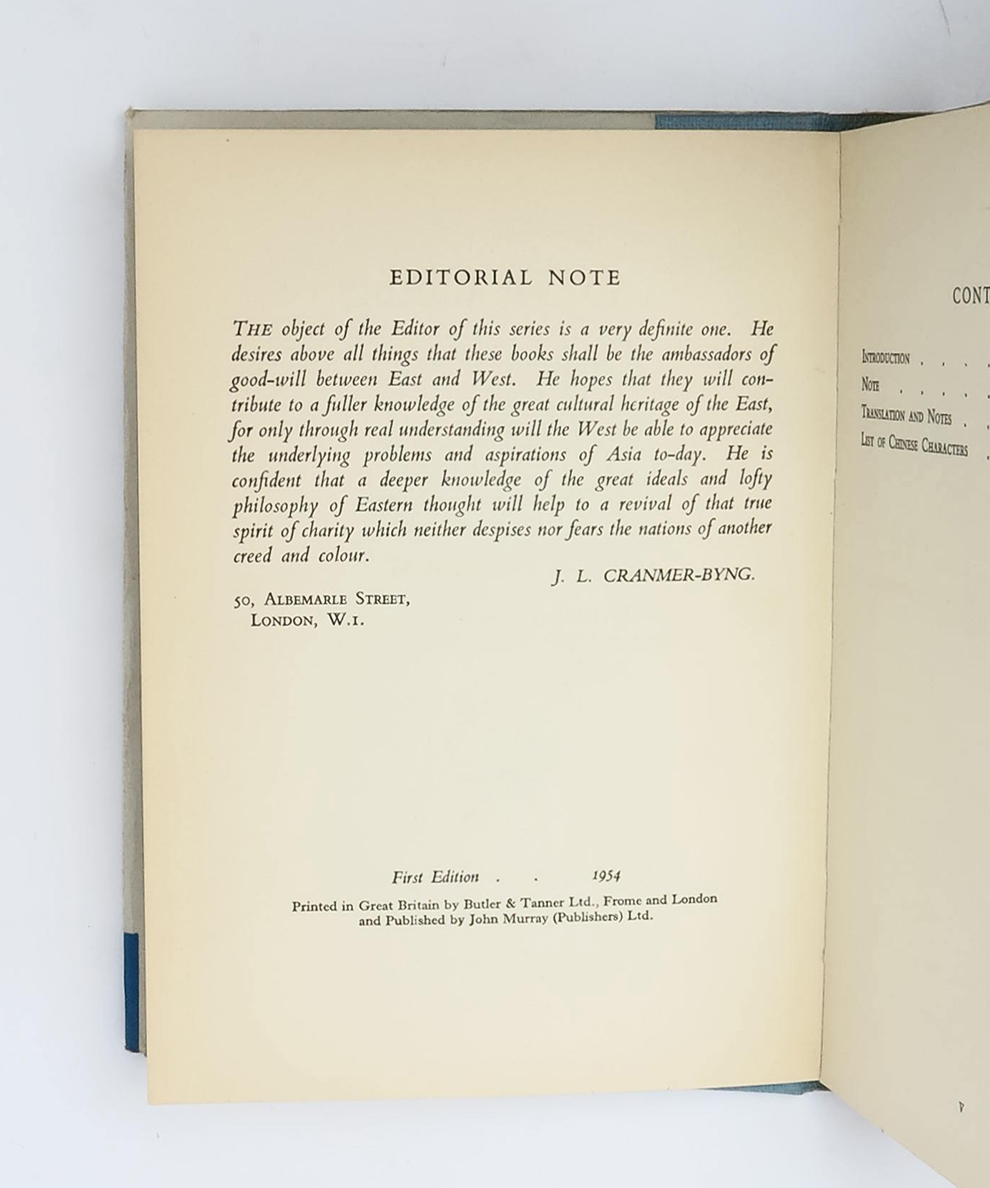 EDITORIAL NOTE
THE object of the Editor of this series is a very definite one. He
desires above all things that these books shall be the ambassadors of
good-will between East and West. He hopes that they will con-
tribute to a fuller knowledge of the great cultural heritage of the East,
for only through real understanding will the West be able to appreciate
the underlying problems and aspirations of Asia to-day. He is
confident that a deeper knowledge of the great ideals and lofty
philosophy of Eastern thought will help to a revival of that true
spirit of charity which neither despises nor fears the nations of another
creed and colour.
J. L. CRANMER-BYNG.
50, ALBEMARLE STREET,
LONDON, W.1.
First Edition . . 1954
Printed in Great Britain by Butler & Tanner Ltd., Frome and London
and Published by John Murray (Publishers) Ltd.
CONT
INTRODUCTION . . .
NOTE . . . . .
TRANSLATION AND NOTES . .
LIST OF CHINESE CHARACTERS .
v